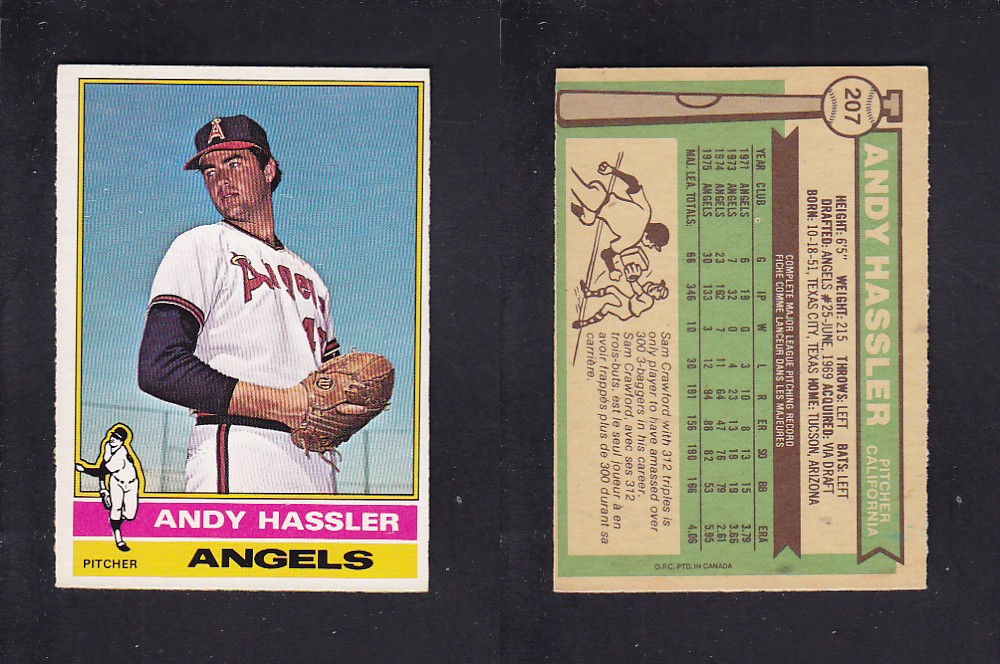 A
Angels
ANDY HASSLER
PITCHER
ANGELS
207
ANDY HASSLER
PITCHER
CALIFORNIA
HEIGHT: 6'5" WEIGHT: 215 THROWS: LEFT BATS: LEFT
DRAFTED: ANGELS #25-JUNE, 1969 ACQUIRED: VIA DRAFT
BORN: 10-18-51, TEXAS CITY, TEXAS HOME: TUCSON, ARIZONA
COMPLETE MAJOR LEAGUE PITCHING RECORD
FICHE COMME LANCEUR DANS LES MAJEURES
YEAR CLUB G IP W L R ER SO BB ERA
1971 ANGELS 6 19 0 3 10 8 13 15 3.79
1973 ANGELS 7 32 0 4 23 13 19 19 3.66
1974 ANGELS 23 162 7 11 64 47 76 79 2.61
1975 ANGELS 30 133 3 12 94 88 82 53 5.95
MAJ. LEA. TOTALS: 66 346 10 30 191 156 190 166 4.06
Sam Crawford with 312 triples is
only player to have amassed over
300 3-baggers in his career.
Sam Crawford, avec ses 312
trois-buts, est le seul joueur à en
avoir frappés plus de 300 durant sa
carrière.
O.P.C. PTD. IN CANADA